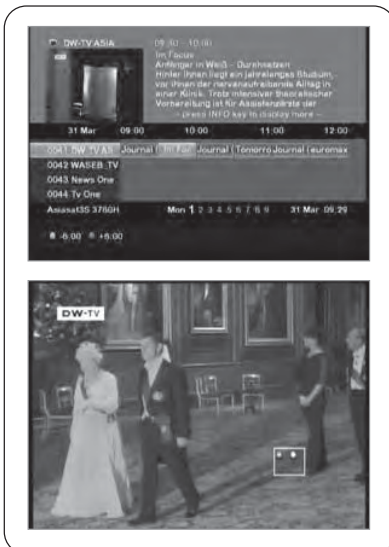 DW-TV ASIA 09:30 - 10:00
Im Focus
Anfänger in Weiß - Durchsetzen
Hinter ihnen liegt ein jahrelanges Studium,
vor ihnen der nervenaufreibende Alltag in
einer Klinik. Trotz intensiver theoretischer
Vorbereitung ist für Assistenzärzte der
- press INFO key to display more -
31 Mar 09:00 10:00 11:00 12:00
0041 DW-TV AS Journal ( Im Foc Journal ( Tomorro Journal ( euromax
0042 WASEB TV
0043 News One
0044 Tv One
Asiasat3S 3760H Mon 1 2 3 4 5 6 7 8 9 31 Mar 09:29
-6:00 +6:00
DW-TV